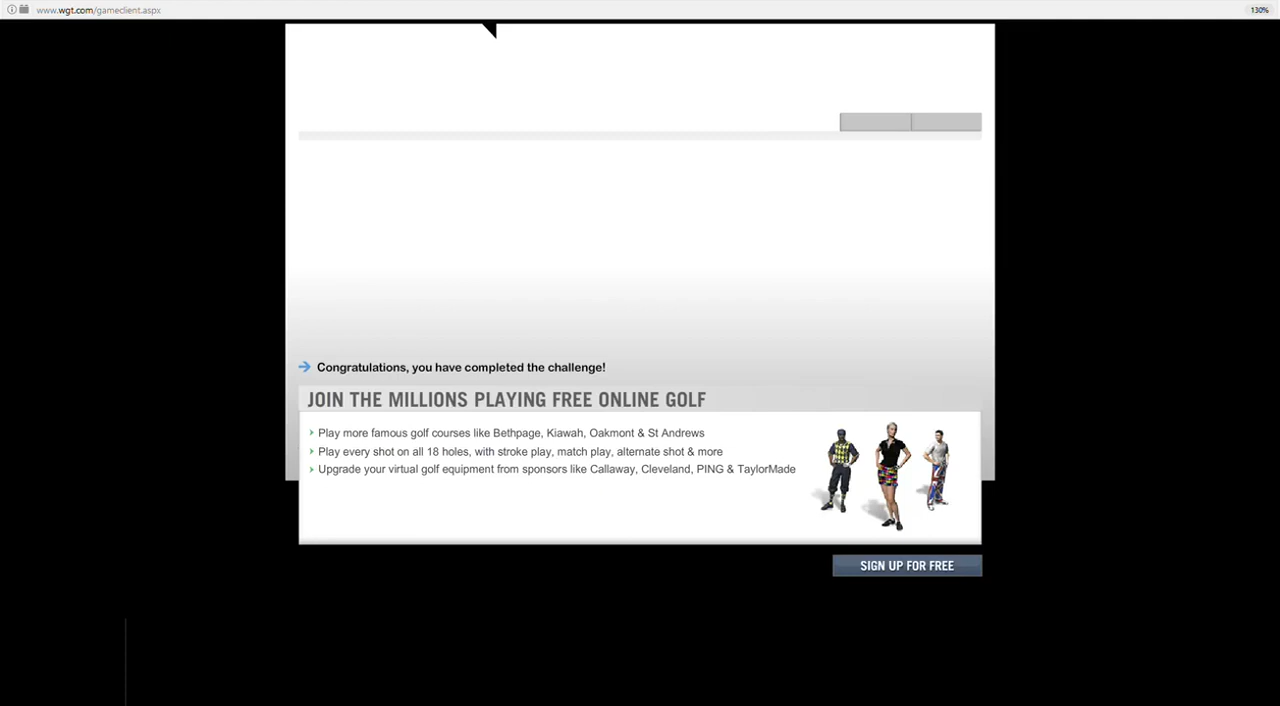 www.wgt.com/gameclient.aspx
130%
Congratulations, you have completed the challenge!
JOIN THE MILLIONS PLAYING FREE ONLINE GOLF
Play more famous golf courses like Bethpage, Kiawah, Oakmont & St Andrews
Play every shot on all 18 holes, with stroke play, match play, alternate shot & more
Upgrade your virtual golf equipment from sponsors like Callaway, Cleveland, PING & TaylorMade
SIGN UP FOR FREE